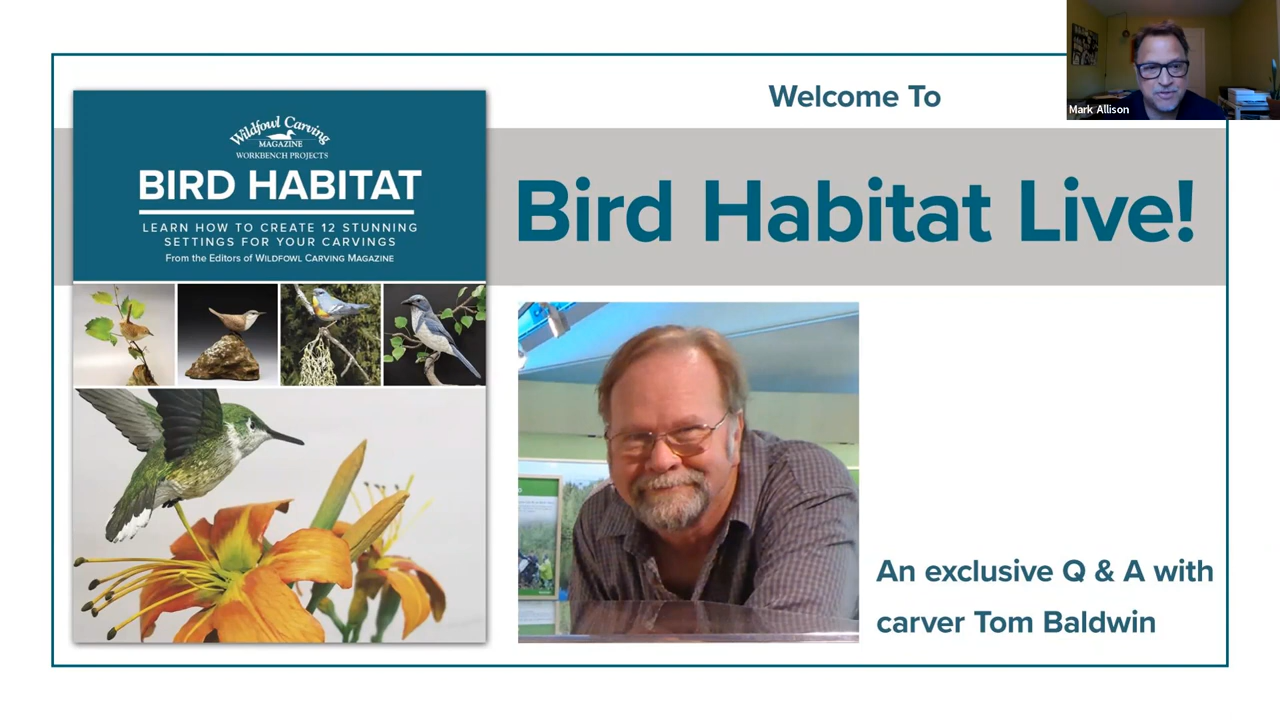 Welcome To
Mark Allison
Wildfowl Carving
MAGAZINE
WORKBENCH PROJECTS
BIRD HABITAT
LEARN HOW TO CREATE 12 STUNNING
SETTINGS FOR YOUR CARVINGS
From the Editors of WILDFOWL CARVING MAGAZINE
Bird Habitat Live!
An exclusive Q & A with
carver Tom Baldwin